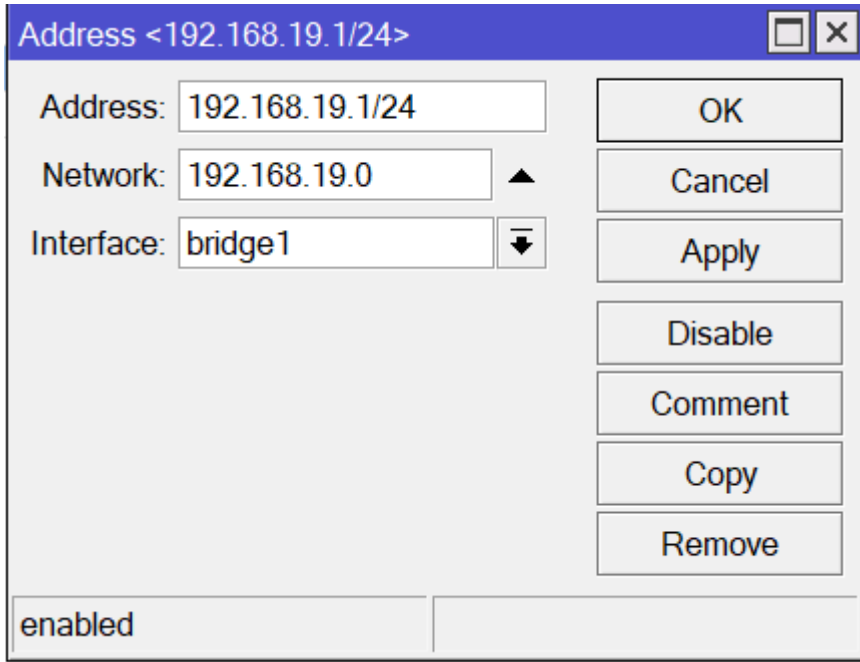 Address <192.168.19.1/24>
Address: 192.168.19.1/24
OK
Network: 192.168.19.0
Cancel
Interface: bridge1
Apply
Disable
Comment
Copy
Remove
enabled